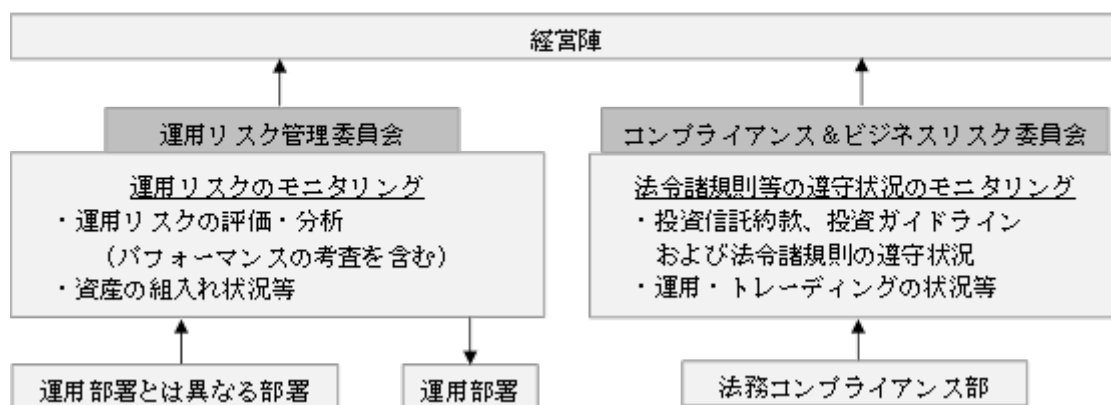 経営陣
運用リスク管理委員会
運用リスクのモニタリング
・運用リスクの評価・分析
(パフォーマンスの考査を含む)
・資産の組入れ状況等
運用部署とは異なる部署
運用部署
コンプライアンス&ビジネスリスク委員会
法令諸規則等の遵守状況のモニタリング
・投資信託約款、投資ガイドライン
および法令諸規則の遵守状況
・運用・トレーディングの状況等
法務コンプライアンス部